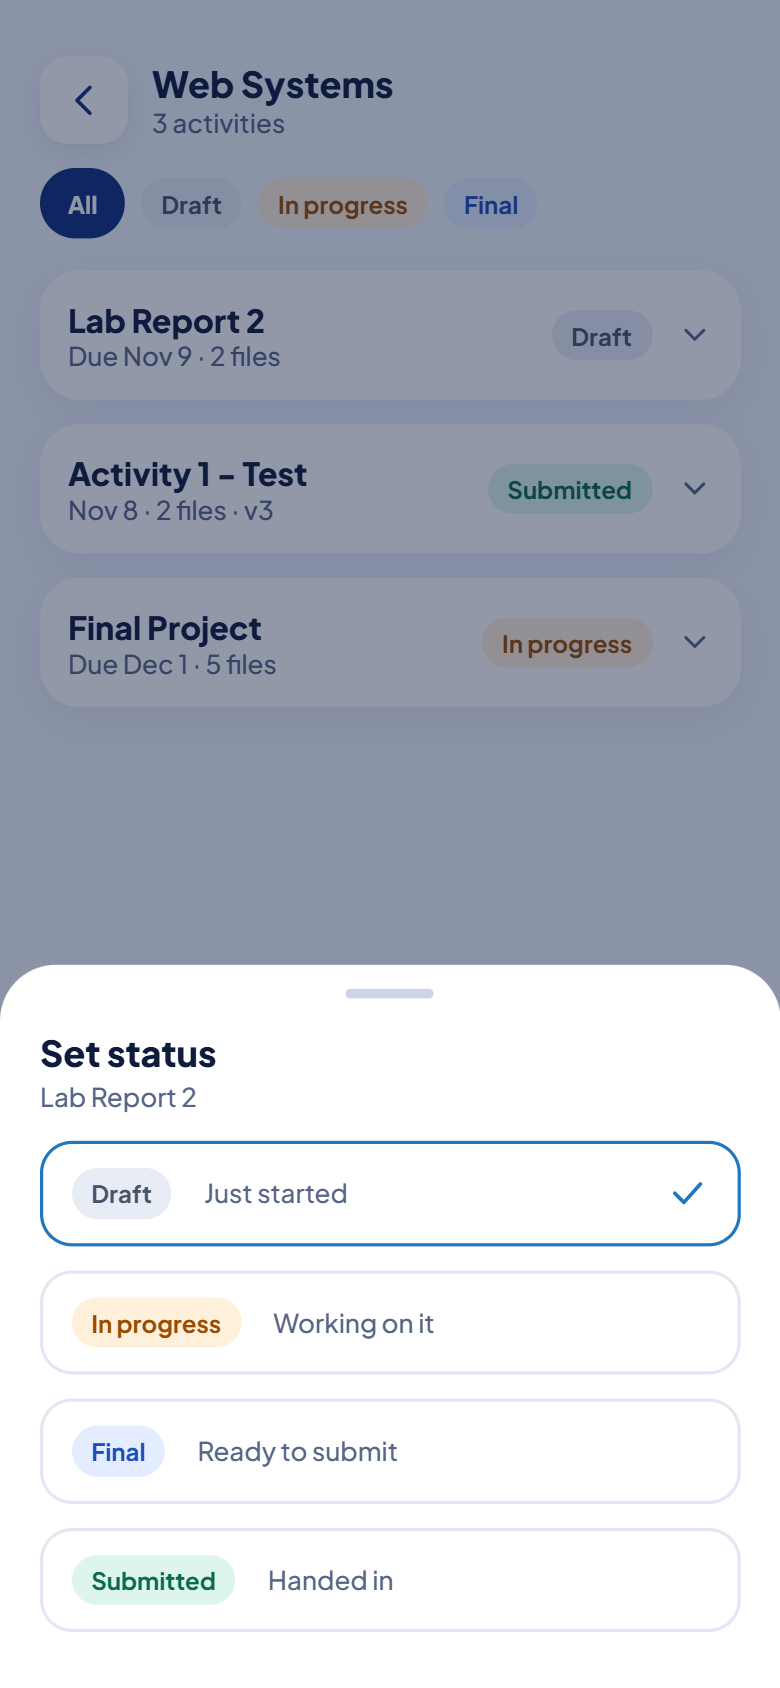 Web Systems
3 activities
All Draft In progress Final
Lab Report 2
Due Nov 9 · 2 files
Draft
Activity 1 – Test
Nov 8 · 2 files · v3
Submitted
Final Project
Due Dec 1 · 5 files
In progress
Set status
Lab Report 2
Draft Just started
In progress Working on it
Final Ready to submit
Submitted Handed in